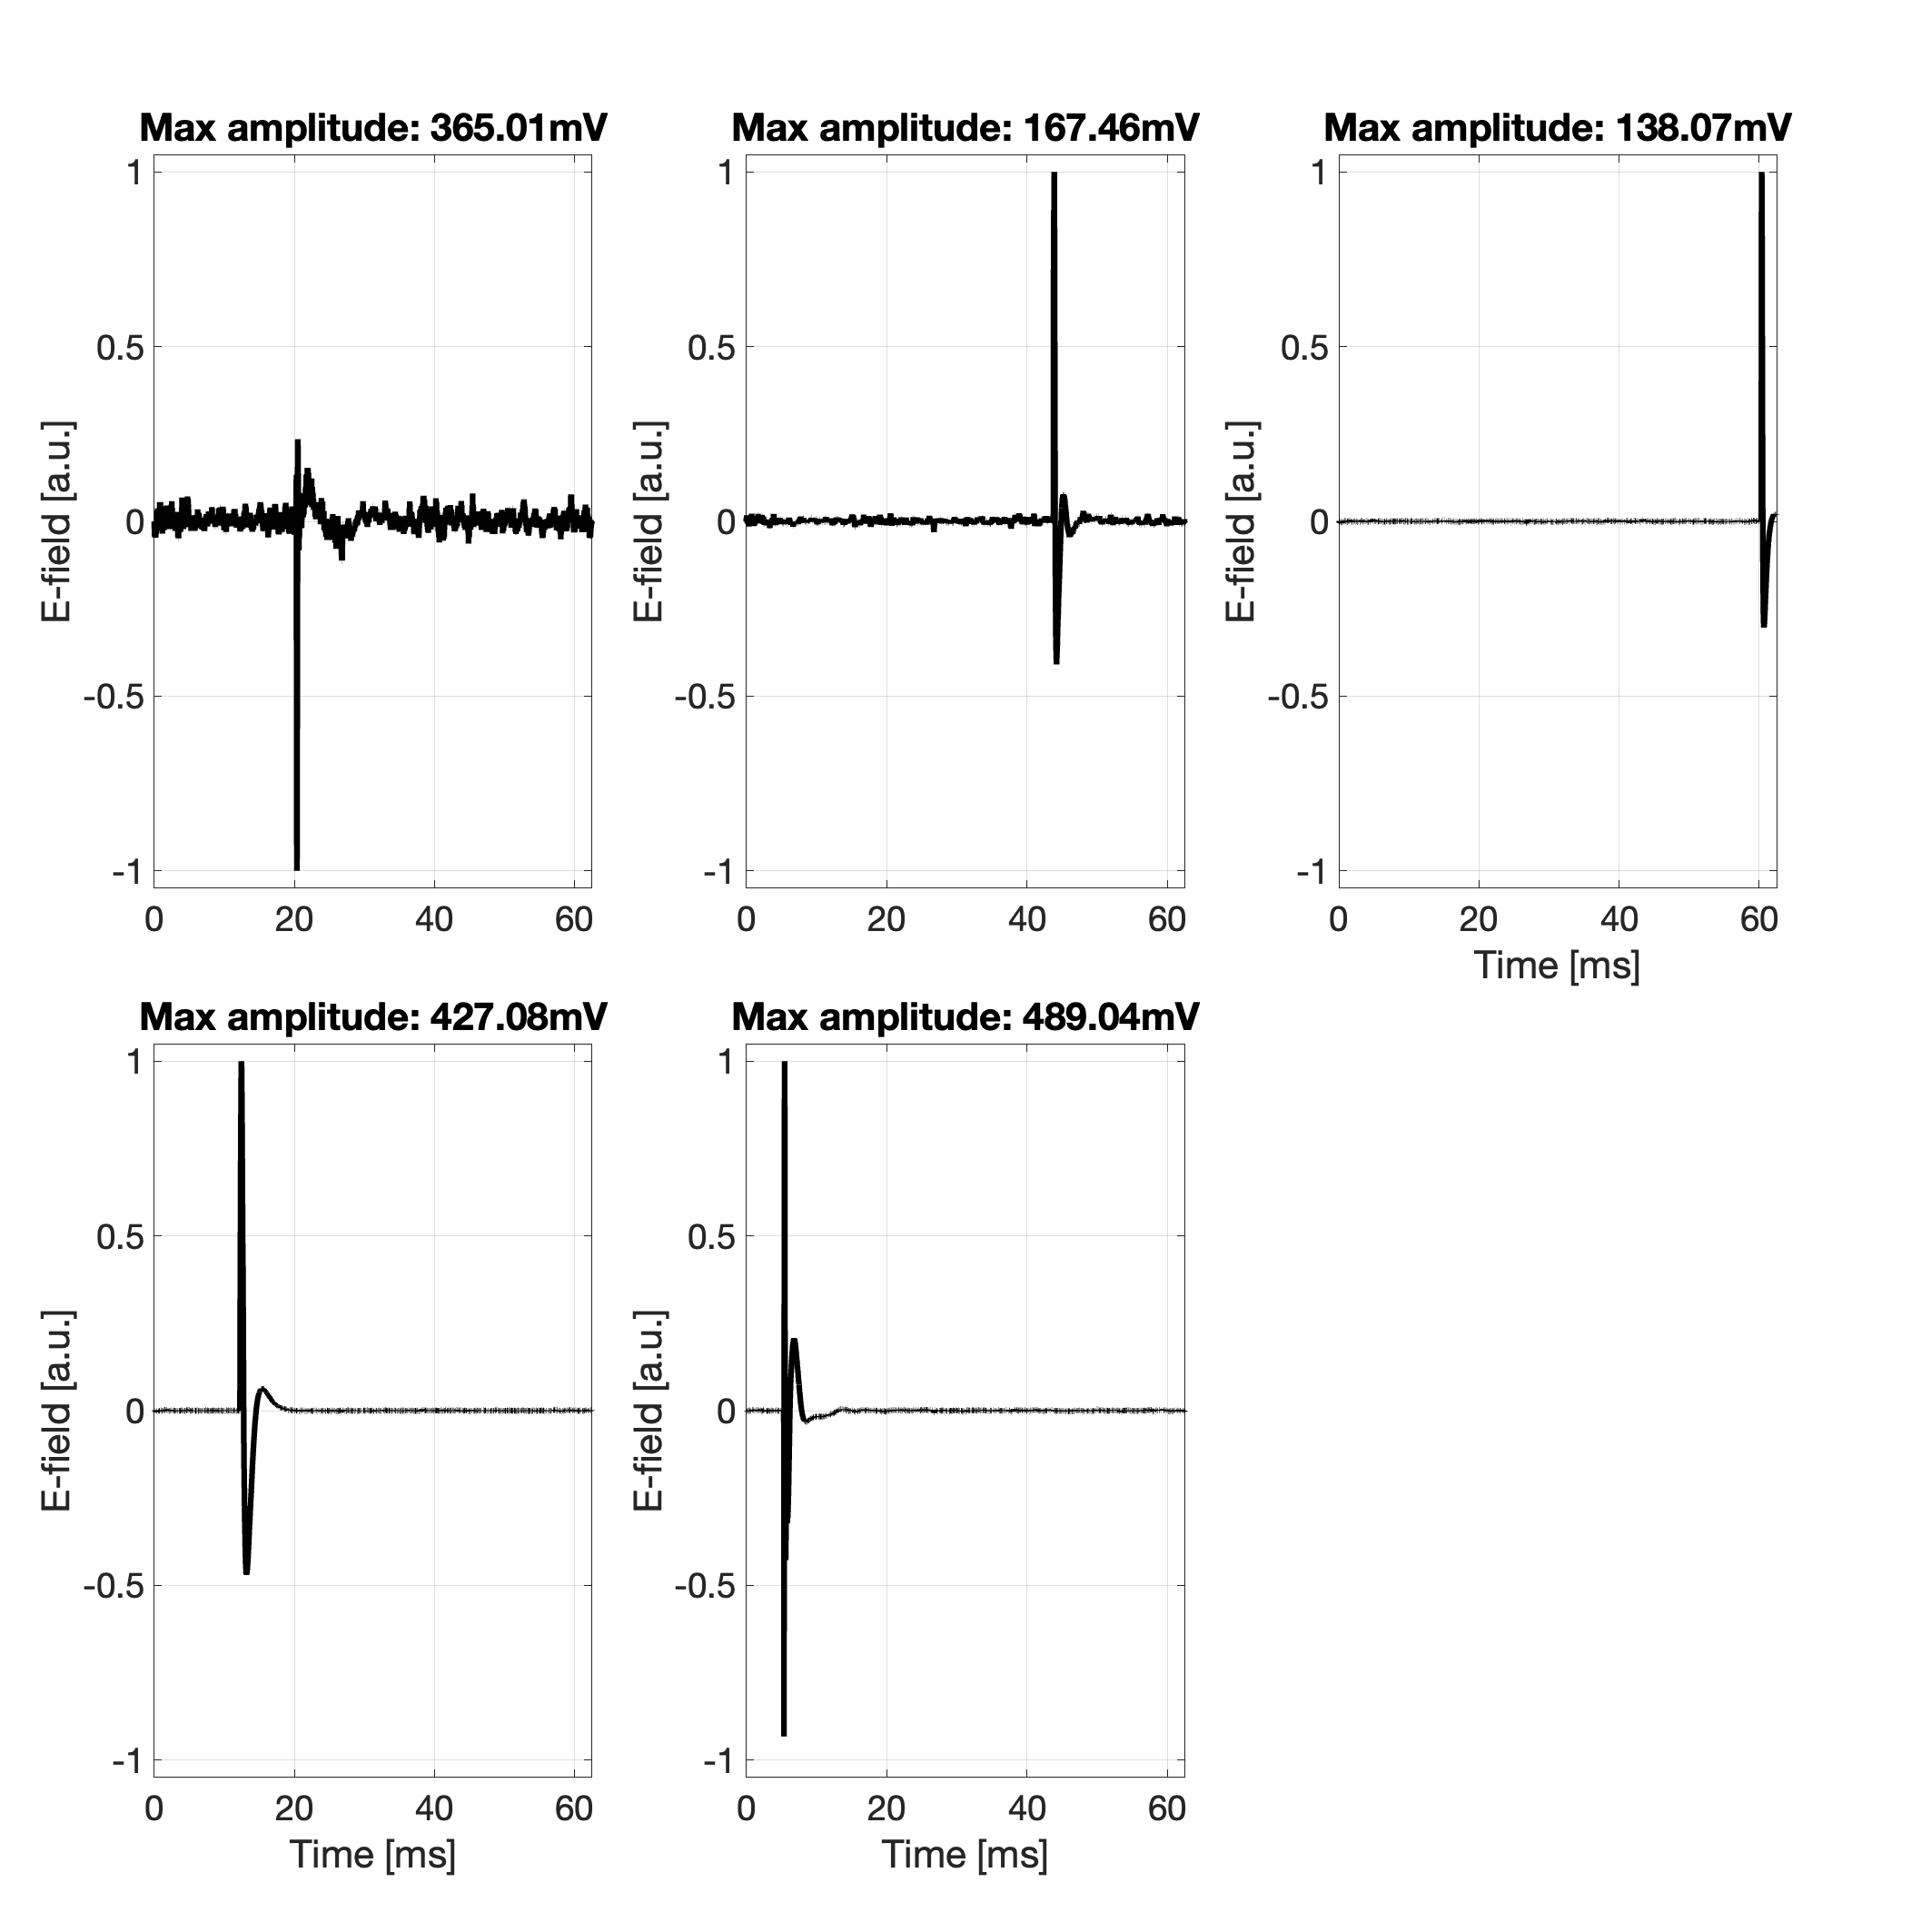 Max amplitude: 365.01mV
1
0.5
0
-0.5
-1
E-field [a.u.]
0 20 40 60
Max amplitude: 167.46mV
1
0.5
0
-0.5
-1
E-field [a.u.]
0 20 40 60
Max amplitude: 138.07mV
1
0.5
0
-0.5
-1
E-field [a.u.]
0 20 40 60
Time [ms]
Max amplitude: 427.08mV
1
0.5
0
-0.5
-1
E-field [a.u.]
0 20 40 60
Time [ms]
Max amplitude: 489.04mV
1
0.5
0
-0.5
-1
E-field [a.u.]
0 20 40 60
Time [ms]